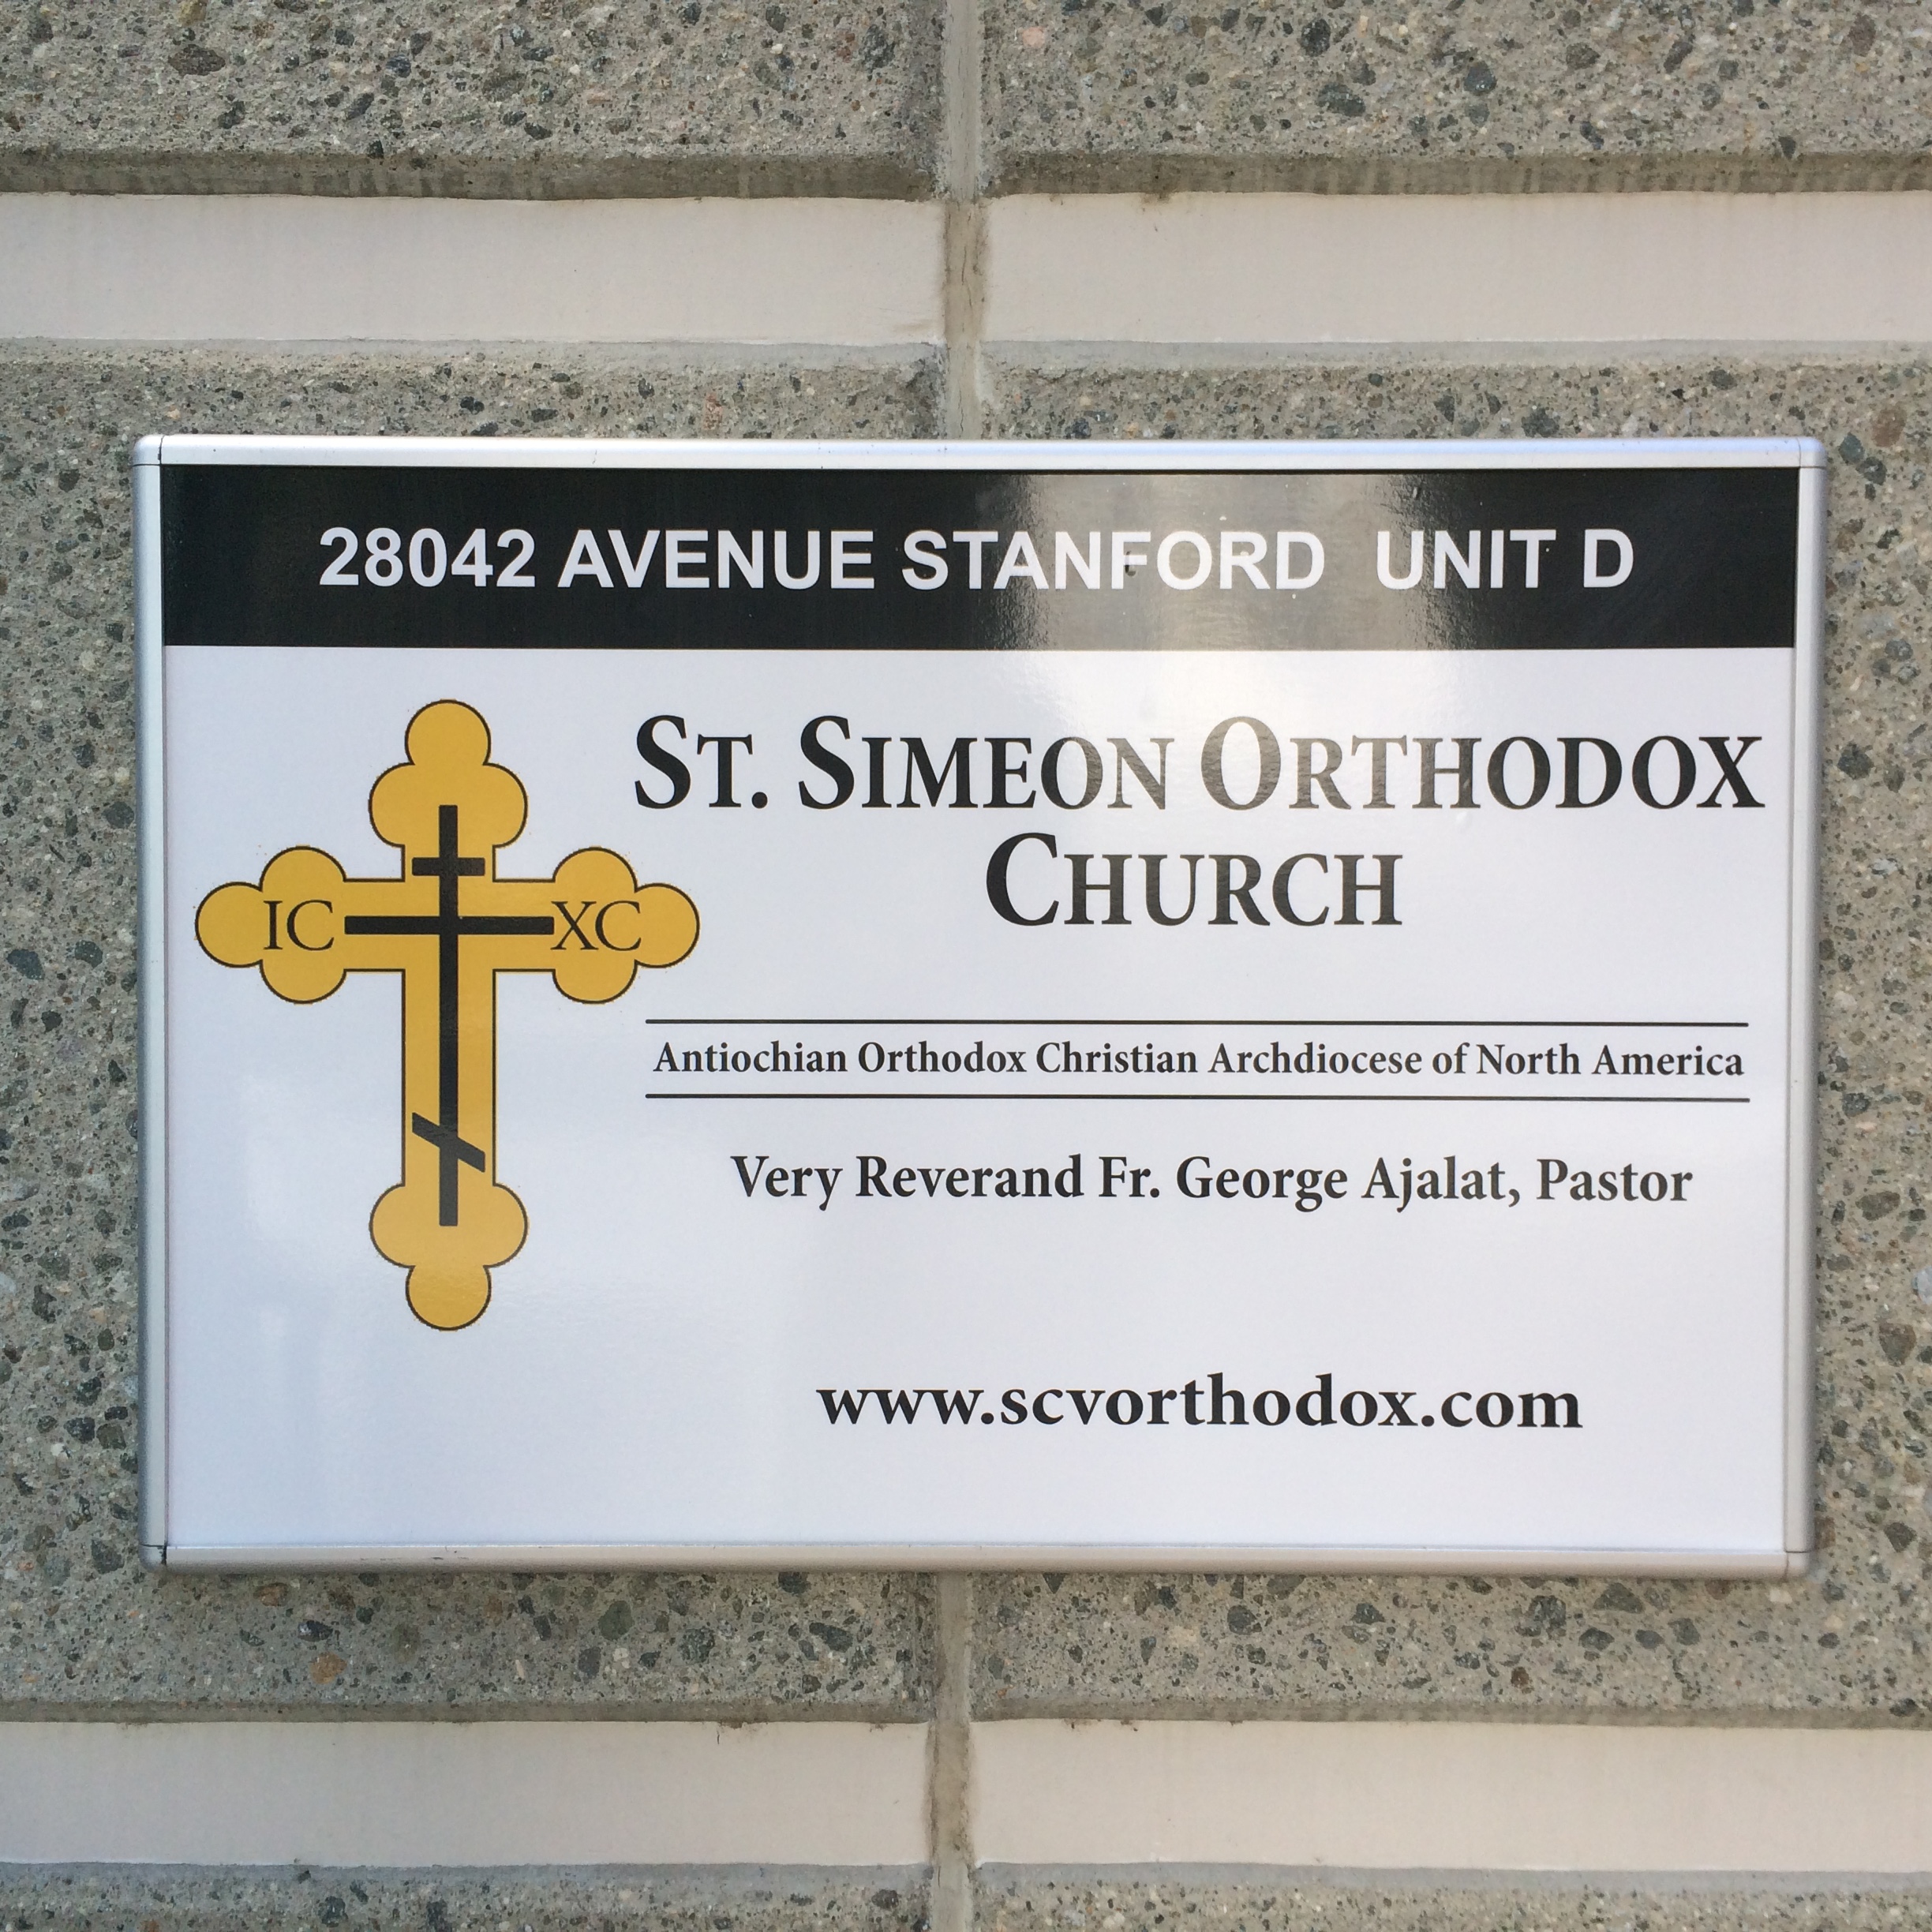 28042 AVENUE STANFORD UNIT D
ST. SIMEON ORTHODOX
CHURCH
IC XC
Antiochian Orthodox Christian Archdiocese of North America
Very Reverand Fr. George Ajalat, Pastor
www.scvorthodox.com